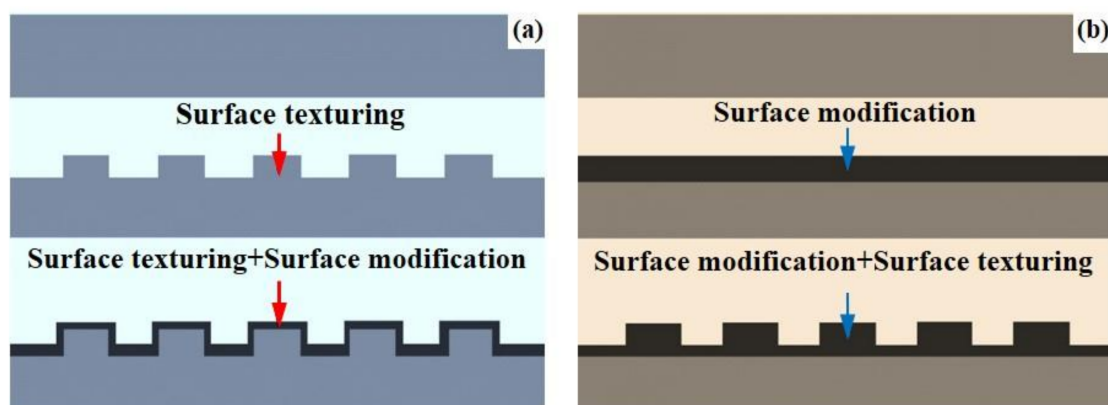 (a)
Surface texturing
Surface texturing+Surface modification
(b)
Surface modification
Surface modification+Surface texturing